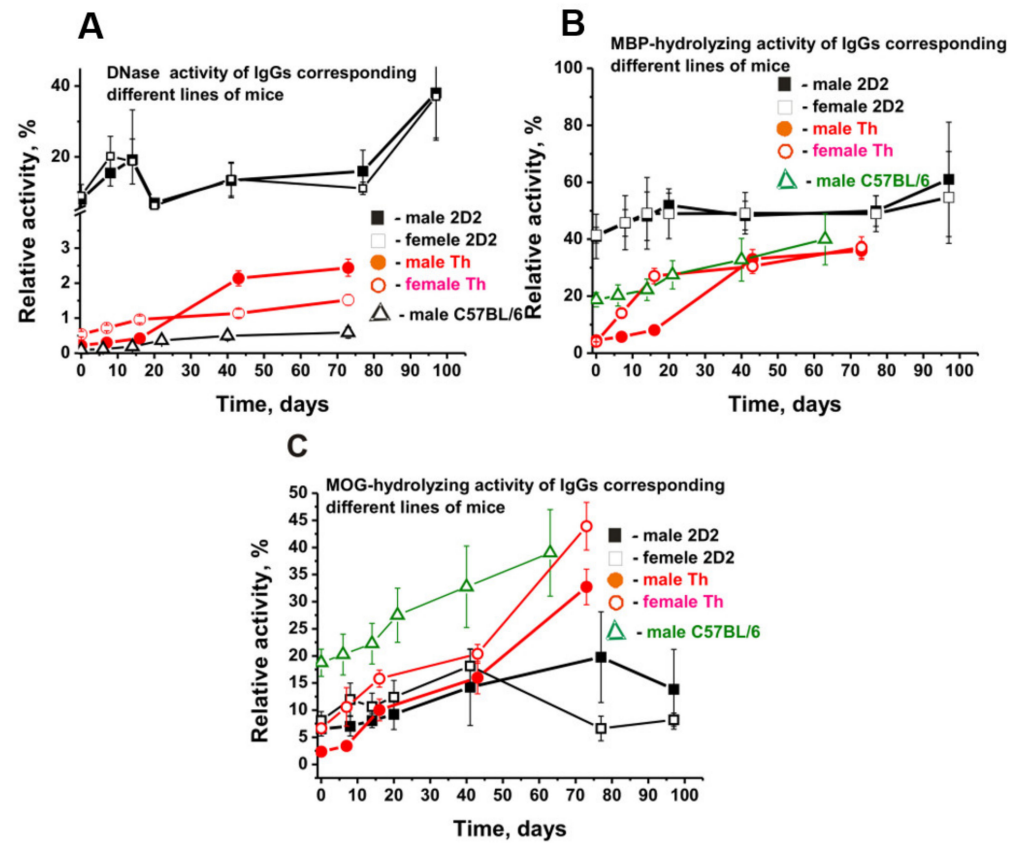 A
DNase activity of IgGs corresponding
different lines of mice
Relative activity, %
40
20
3
2
1
0
- male 2D2
- femele 2D2
- male Th
- female Th
- male C57BL/6
0 10 20 30 40 50 60 70 80 90 100
Time, days
B
MBP-hydrolyzing activity of IgGs corresponding
different lines of mice
Relative activity, %
100
80
60
40
20
0
- male 2D2
- female 2D2
- male Th
- female Th
- male C57BL/6
0 10 20 30 40 50 60 70 80 90 100
Time, days
C
MOG-hydrolyzing activity of IgGs corresponding
different lines of mice
Relative activity, %
50
45
40
35
30
25
20
15
10
5
0
- male 2D2
- femele 2D2
- male Th
- female Th
- male C57BL/6
0 10 20 30 40 50 60 70 80 90 100
Time, days